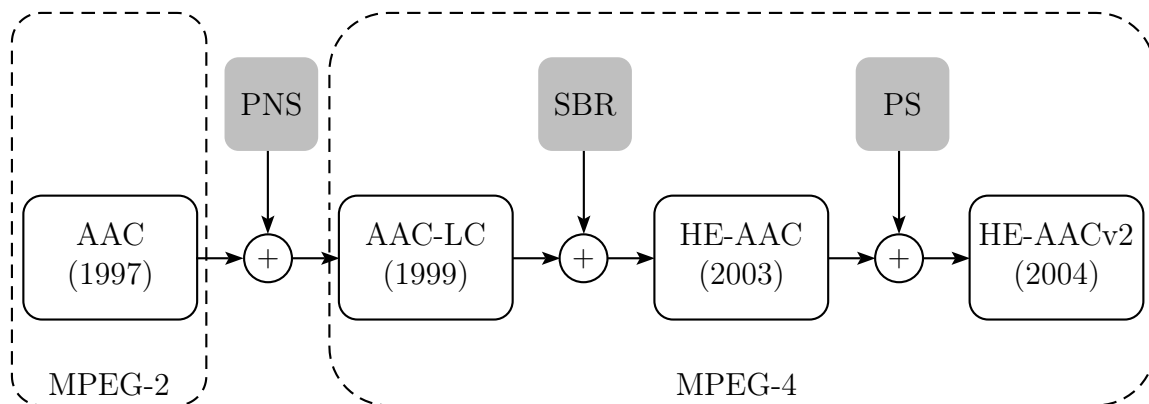 PNS
SBR
PS
AAC
(1997)
+
AAC-LC
(1999)
+
HE-AAC
(2003)
+
HE-AACv2
(2004)
MPEG-2
MPEG-4